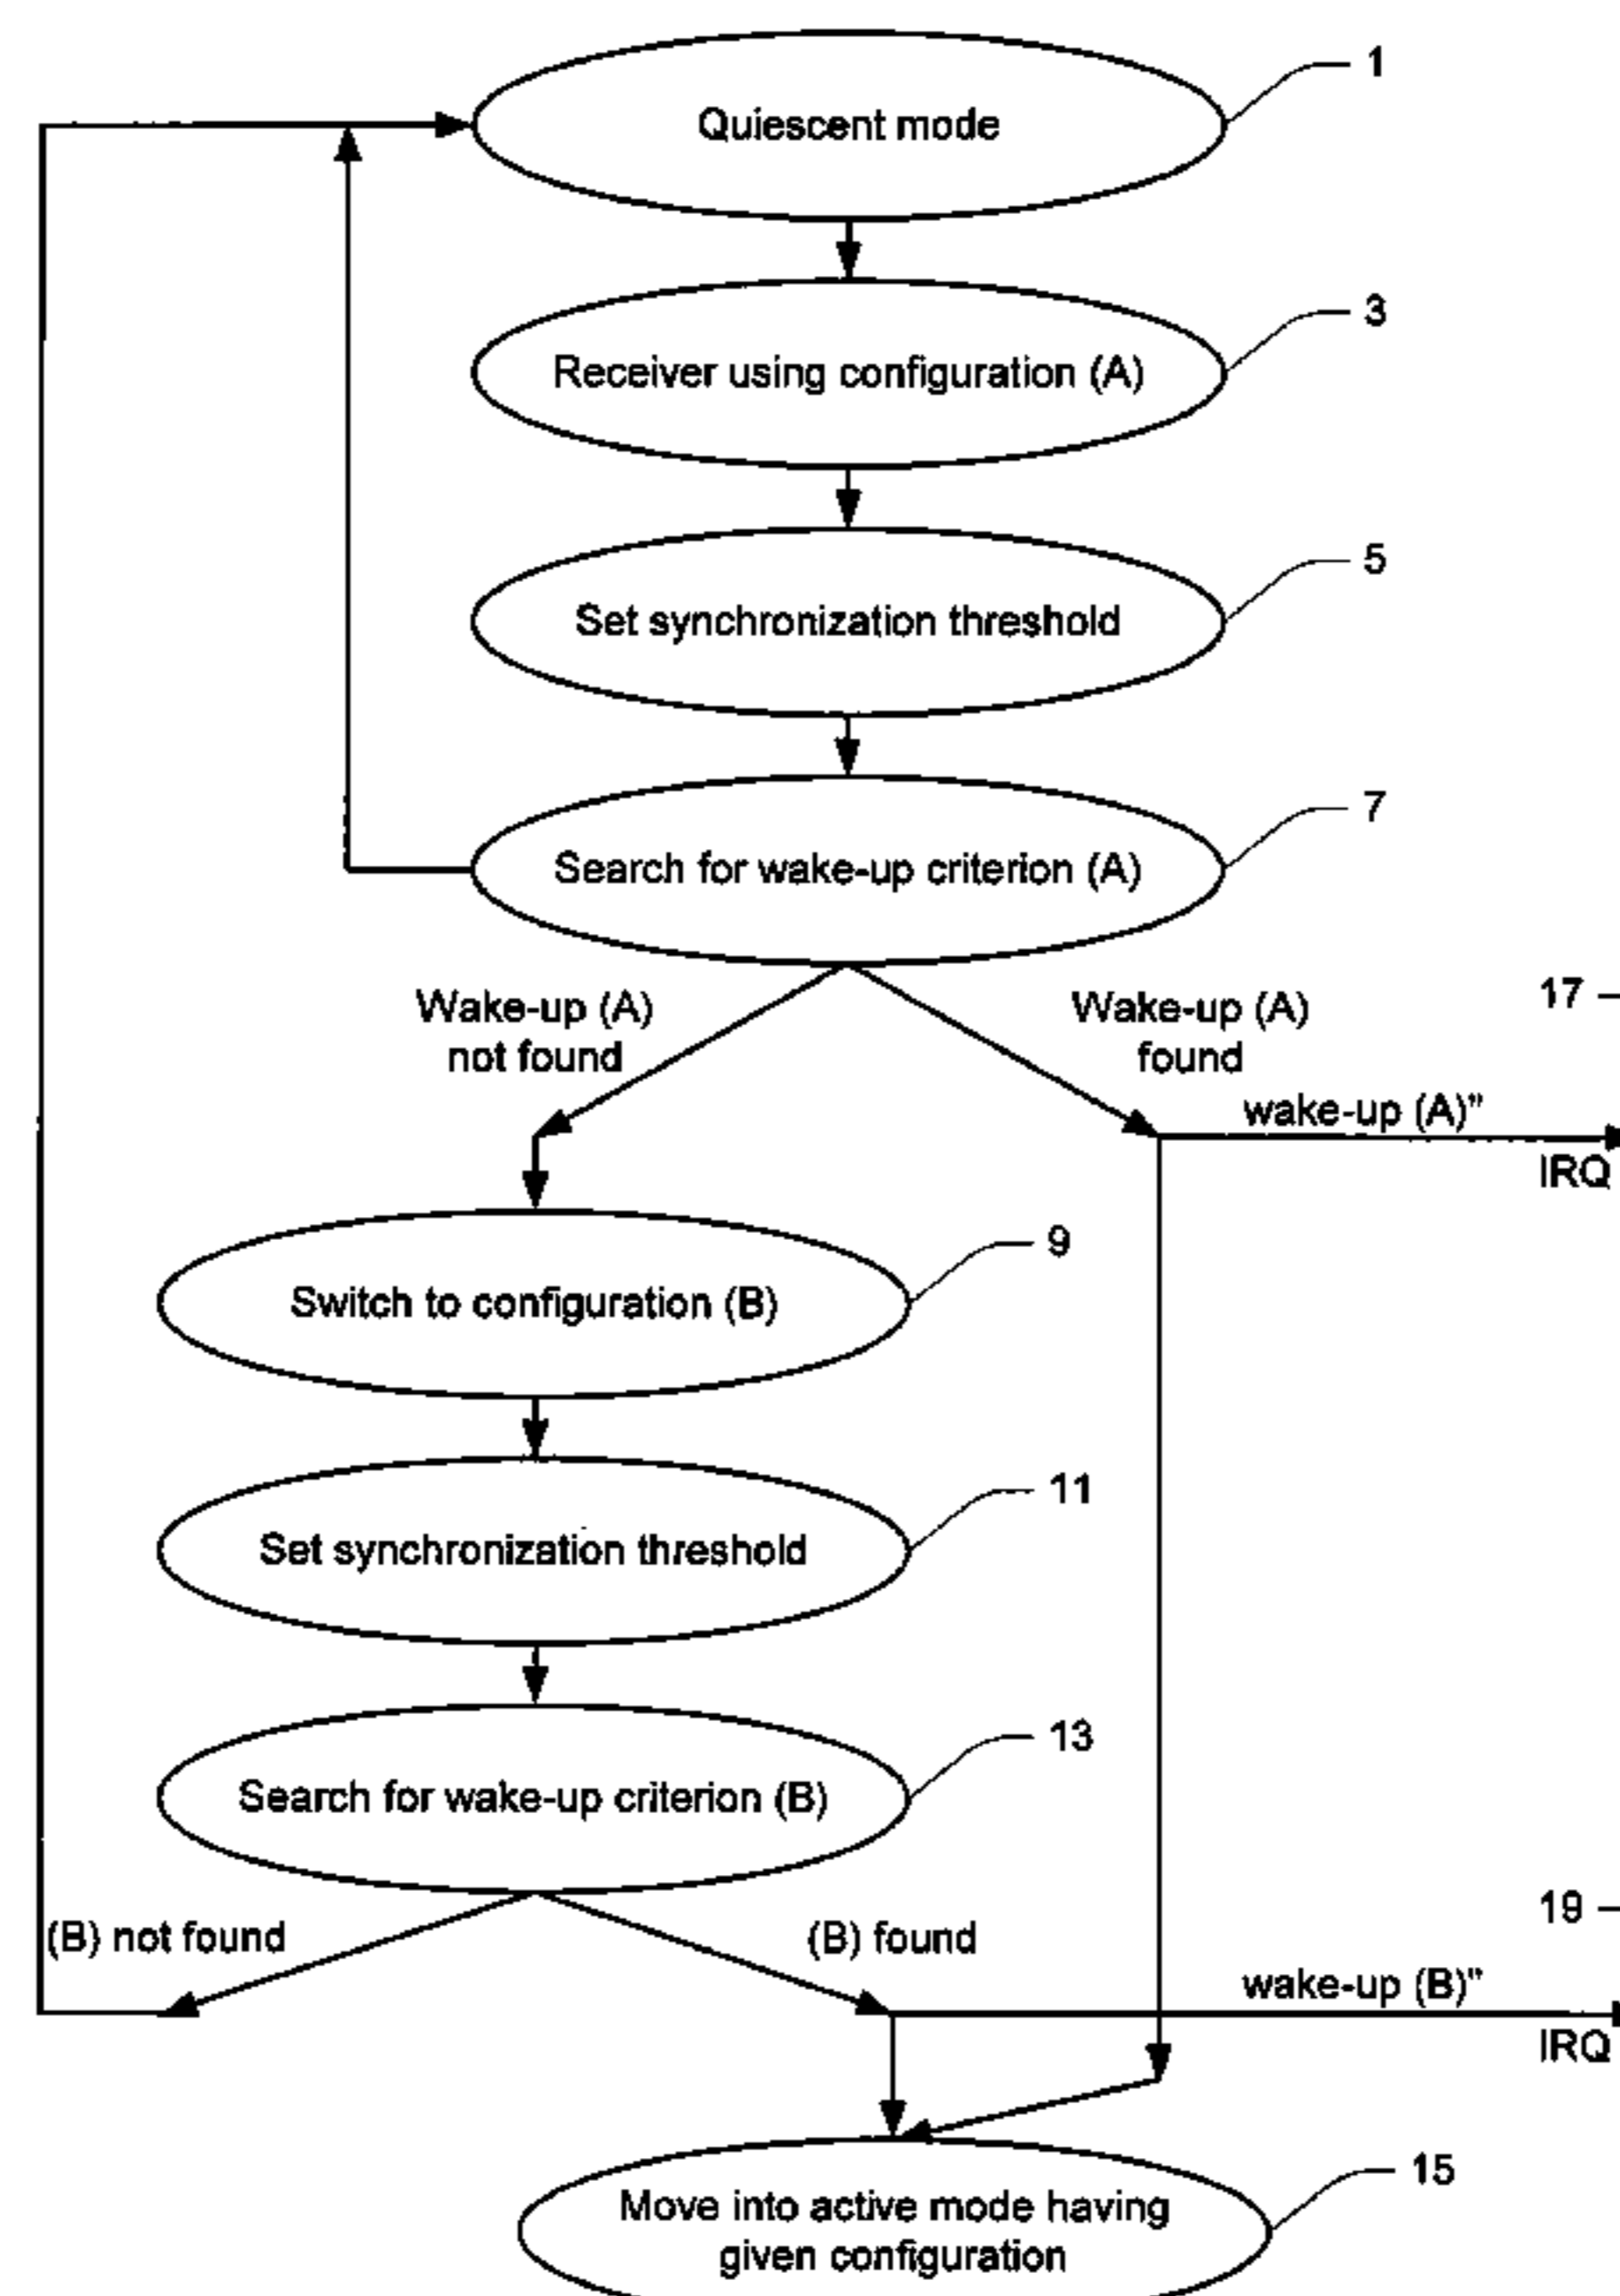 1
Quiescent mode
3
Receiver using configuration (A)
5
Set synchronization threshold
7
Search for wake-up criterion (A)
Wake-up (A)
not found
Wake-up (A)
found
17
wake-up (A)"
IRQ
9
Switch to configuration (B)
11
Set synchronization threshold
13
Search for wake-up criterion (B)
(B) not found
(B) found
19
wake-up (B)"
IRQ
15
Move into active mode having
given configuration